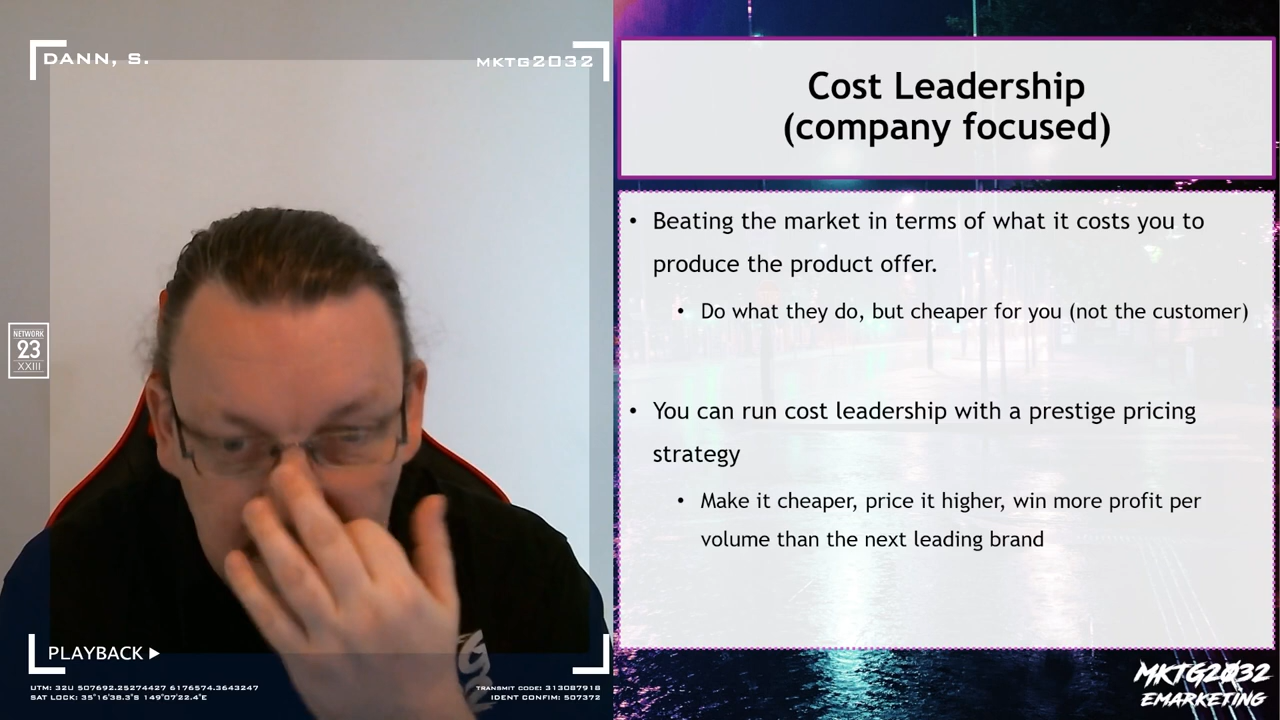 DANN, S.
MKTG2032
NETWORK
23
XXIII
PLAYBACK
UTM: 32U 507692.25274427 6176574.3643247
SAT LOCK: 35°16'38.3"S 149°07'22.4"E
TRANSMIT CODE: 313087918
IDENT CONFIM: 507372
Cost Leadership
(company focused)
• Beating the market in terms of what it costs you to
produce the product offer.
• Do what they do, but cheaper for you (not the customer)
• You can run cost leadership with a prestige pricing
strategy
• Make it cheaper, price it higher, win more profit per
volume than the next leading brand
MKTG2032
EMARKETING